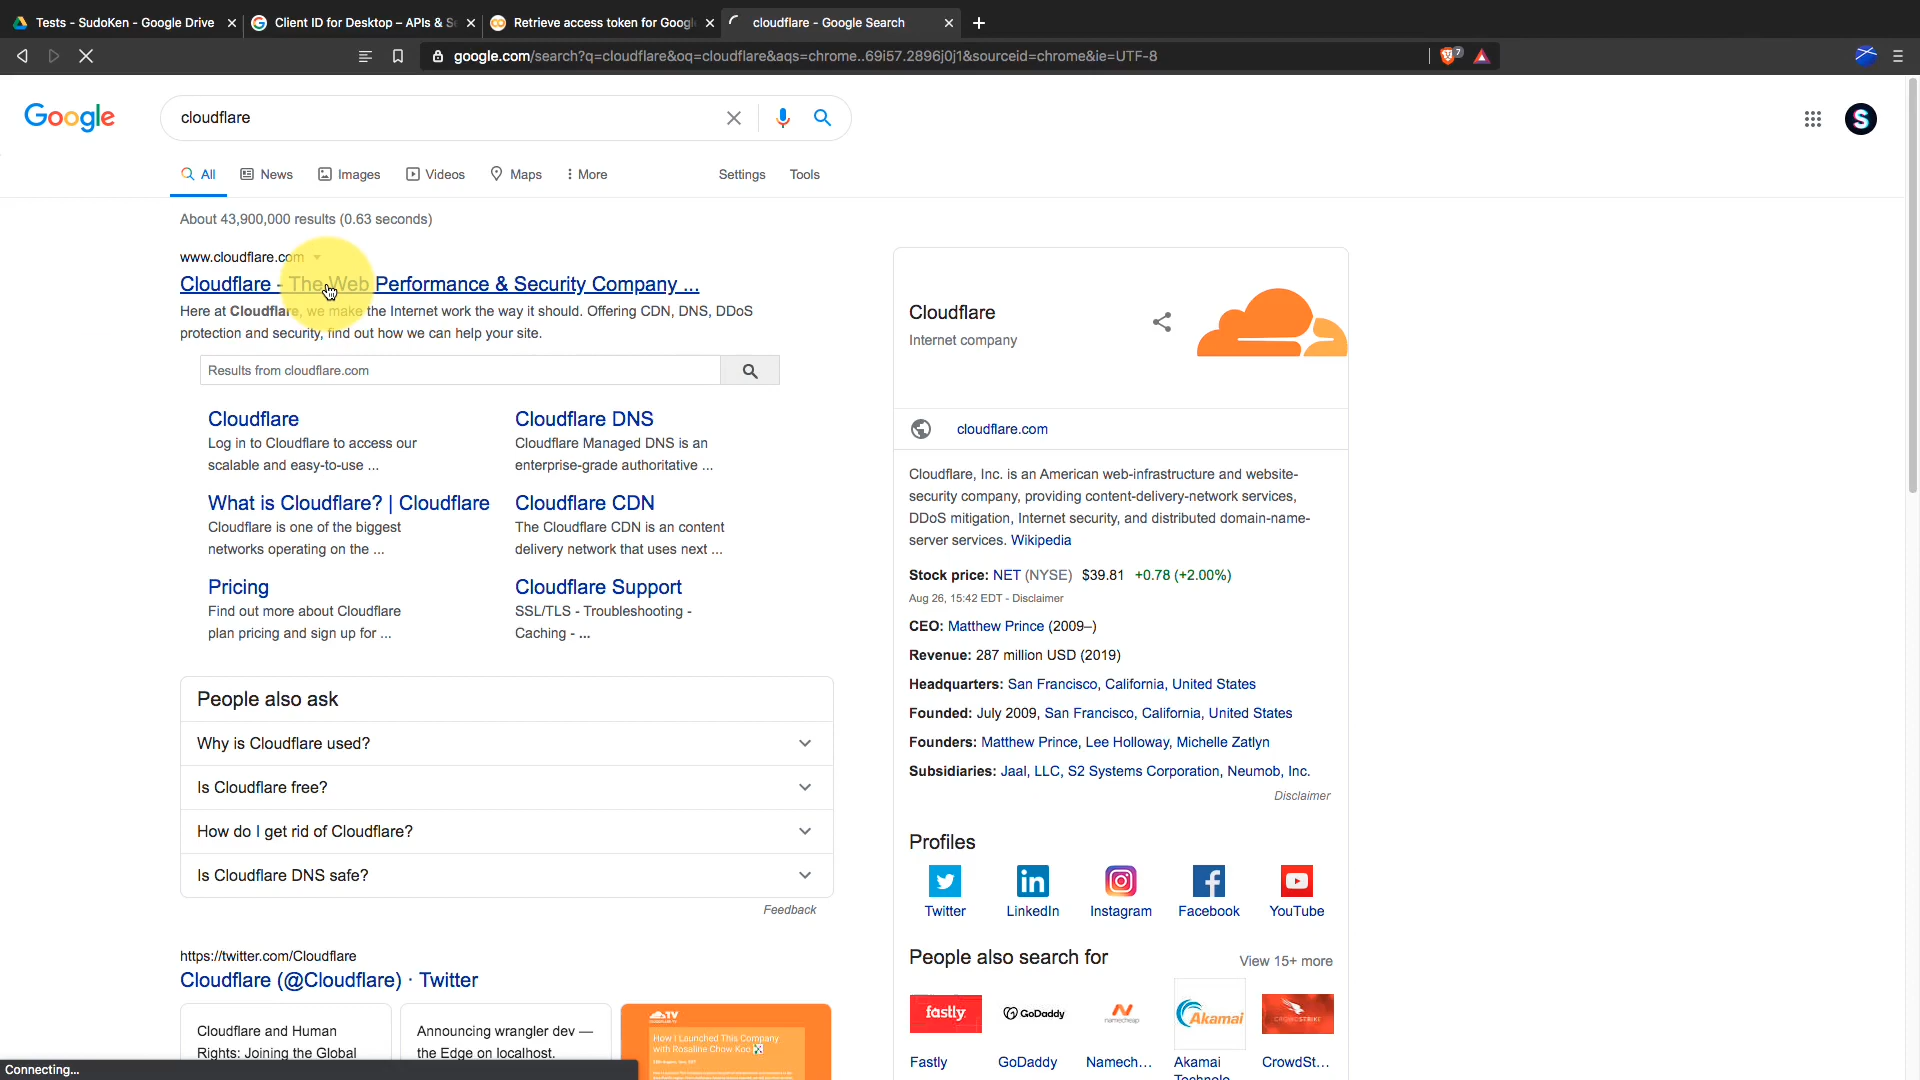 Tests - SudoKen - Google Drive
Client ID for Desktop – APIs & Se
Retrieve access token for Google
cloudflare - Google Search
google.com/search?q=cloudflare&oq=cloudflare&aqs=chrome..69i57.2896j0j1&sourceid=chrome&ie=UTF-8
7
Google
cloudflare
S
All
News
Images
Videos
Maps
More
Settings
Tools
About 43,900,000 results (0.63 seconds)
www.cloudflare.com
Cloudflare - The Web Performance & Security Company ...
Here at Cloudflare, we make the Internet work the way it should. Offering CDN, DNS, DDoS
protection and security, find out how we can help your site.
Results from cloudflare.com
Cloudflare
Log in to Cloudflare to access our
scalable and easy-to-use ...
Cloudflare DNS
Cloudflare Managed DNS is an
enterprise-grade authoritative ...
What is Cloudflare? | Cloudflare
Cloudflare is one of the biggest
networks operating on the ...
Cloudflare CDN
The Cloudflare CDN is an content
delivery network that uses next ...
Pricing
Find out more about Cloudflare
plan pricing and sign up for ...
Cloudflare Support
SSL/TLS - Troubleshooting -
Caching - ...
People also ask
Why is Cloudflare used?
Is Cloudflare free?
How do I get rid of Cloudflare?
Is Cloudflare DNS safe?
Feedback
https://twitter.com/Cloudflare
Cloudflare (@Cloudflare) · Twitter
Cloudflare and Human
Rights: Joining the Global
Announcing wrangler dev —
the Edge on localhost.
TV
How I Launched This Company
with Rosaline Chow Koo
Connecting...
Cloudflare
Internet company
cloudflare.com
Cloudflare, Inc. is an American web-infrastructure and website-
security company, providing content-delivery-network services,
DDoS mitigation, Internet security, and distributed domain-name-
server services. Wikipedia
Stock price: NET (NYSE) $39.81 +0.78 (+2.00%)
Aug 26, 15:42 EDT - Disclaimer
CEO: Matthew Prince (2009–)
Revenue: 287 million USD (2019)
Headquarters: San Francisco, California, United States
Founded: July 2009, San Francisco, California, United States
Founders: Matthew Prince, Lee Holloway, Michelle Zatlyn
Subsidiaries: Jaal, LLC, S2 Systems Corporation, Neumob, Inc.
Disclaimer
Profiles
Twitter
LinkedIn
Instagram
Facebook
YouTube
People also search for
View 15+ more
fastly
GoDaddy
namecheap
Akamai
CROWDSTRIKE
Fastly
GoDaddy
Namech...
Akamai
Technolo
CrowdSt...